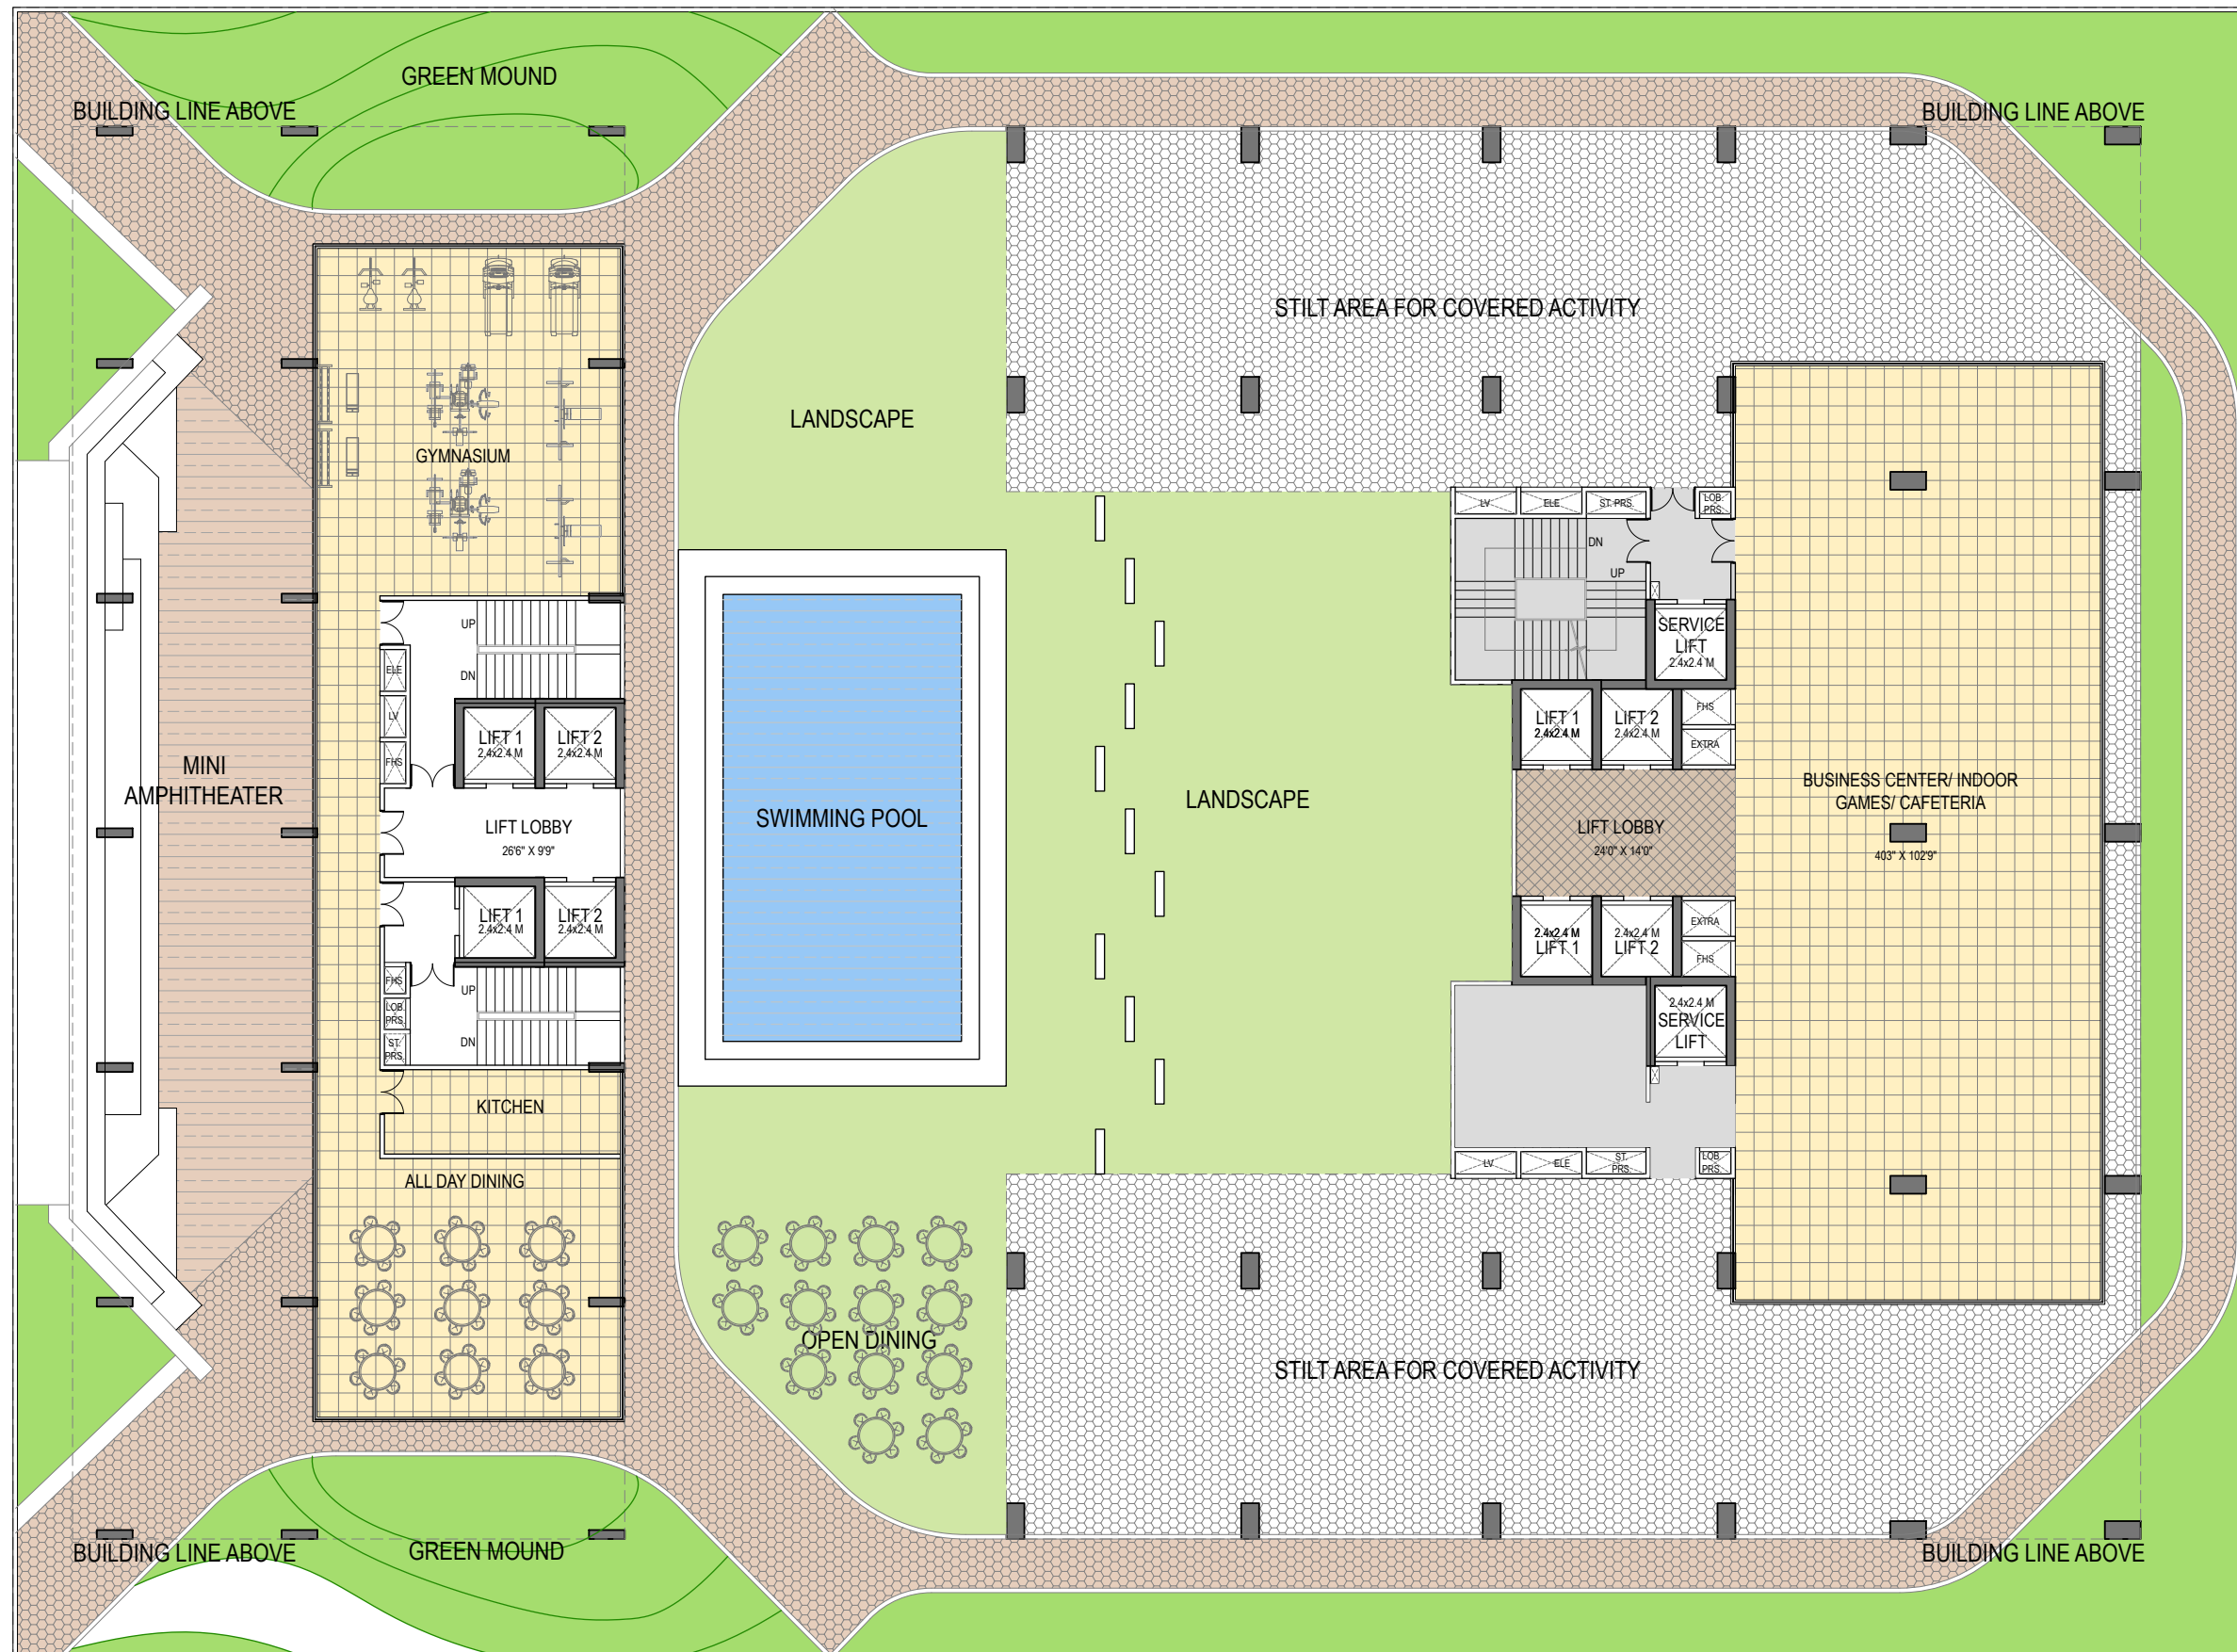 GREEN MOUND
BUILDING LINE ABOVE
BUILDING LINE ABOVE
STILT AREA FOR COVERED ACTIVITY
LANDSCAPE
GYMNASIUM
LV
ELE
ST. PRS.
LOB.
PRS.
DN
UP
SERVICE
LIFT
2.4x2.4 M
UP
DN
ELE
LV
FHS
LIFT 1
2.4x2.4 M
LIFT 2
2.4x2.4 M
LIFT 1
2.4x2.4 M
LIFT 2
2.4x2.4 M
FHS
EXTRA
MINI
AMPHITHEATER
LIFT LOBBY
26'6" X 9'9"
SWIMMING POOL
LANDSCAPE
LIFT LOBBY
24'0" X 14'0"
BUSINESS CENTER/ INDOOR
GAMES/ CAFETERIA
403" X 102'9"
LIFT 1
2.4x2.4 M
LIFT 2
2.4x2.4 M
2.4x2.4 M
LIFT 1
2.4x2.4 M
LIFT 2
EXTRA
FHS
FHS
LOB.
PRS.
ST.
PRS.
UP
DN
2.4x2.4 M
SERVICE
LIFT
KITCHEN
LV
ELE
ST.
PRS.
LOB.
PRS.
ALL DAY DINING
OPEN DINING
STILT AREA FOR COVERED ACTIVITY
BUILDING LINE ABOVE
GREEN MOUND
BUILDING LINE ABOVE